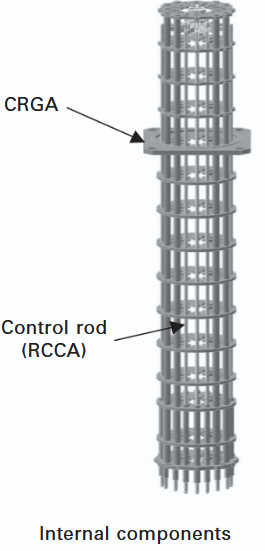 CRGA
Control rod
(RCCA)
Internal components